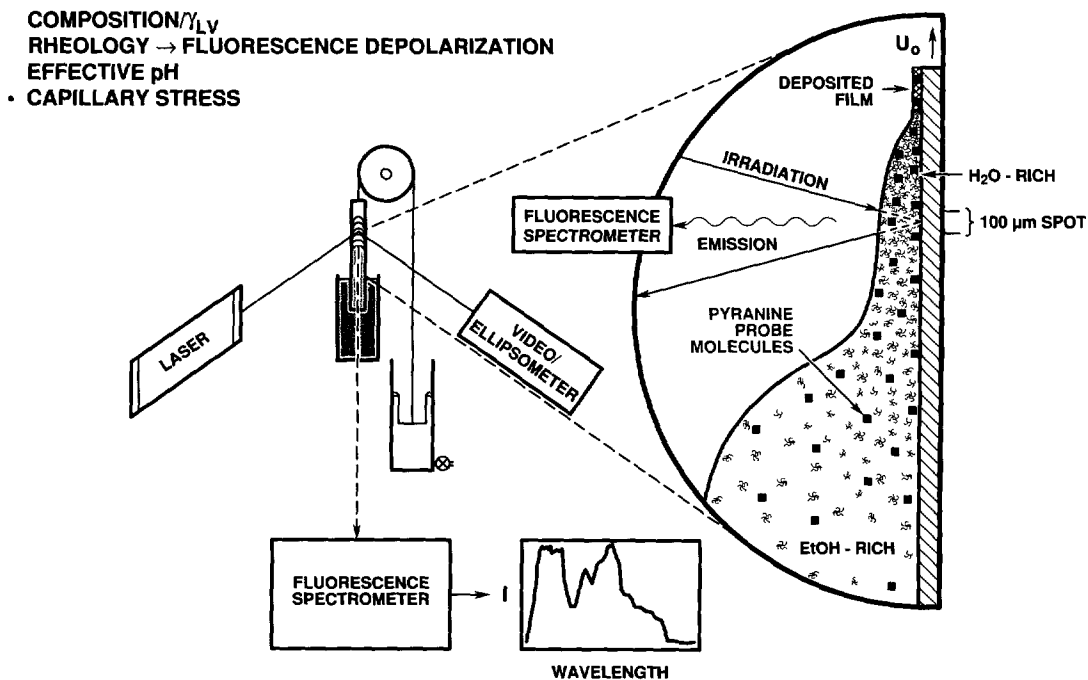 COMPOSITION/γLV
RHEOLOGY → FLUORESCENCE DEPOLARIZATION
EFFECTIVE pH
• CAPILLARY STRESS
U₀
DEPOSITED
FILM
IRRADIATION
H₂O - RICH
FLUORESCENCE
SPECTROMETER
100 µm SPOT
EMISSION
PYRANINE
PROBE
MOLECULES
LASER
VIDEO/
ELLIPSOMETER
EtOH - RICH
FLUORESCENCE
SPECTROMETER
I
WAVELENGTH